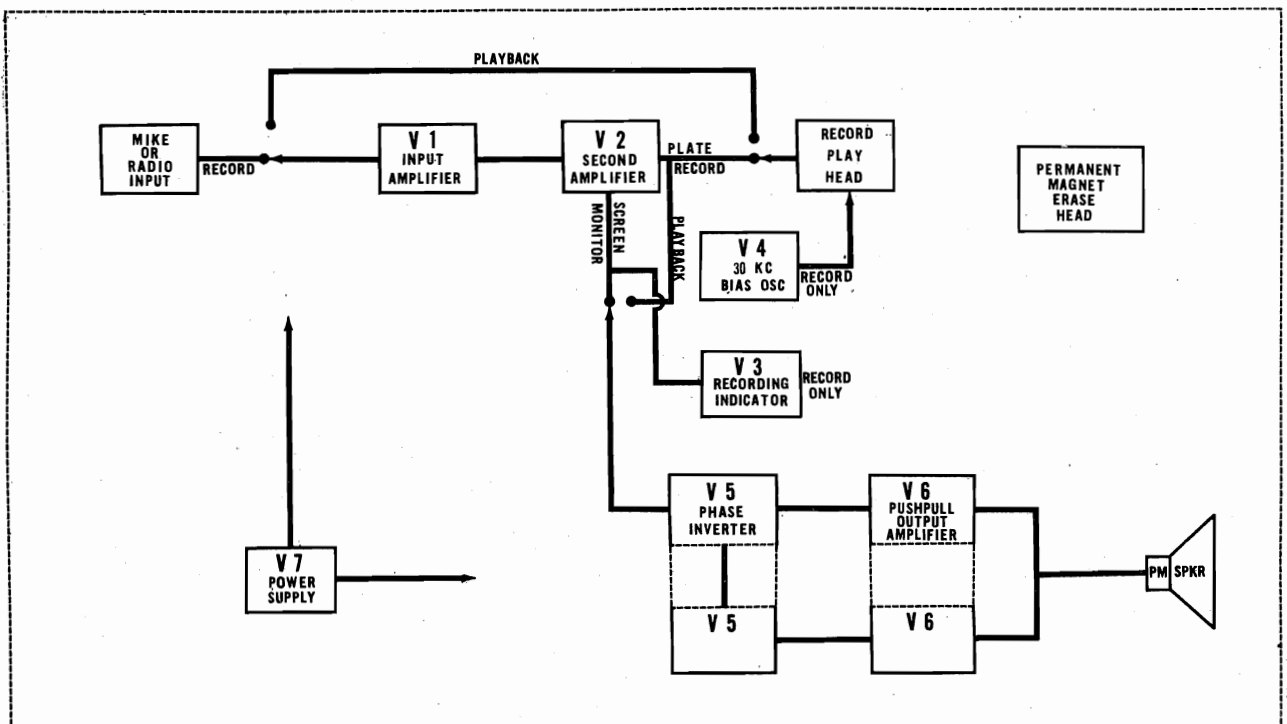 PLAYBACK
MIKE
OR
RADIO
INPUT
RECORD
V 1
INPUT
AMPLIFIER
V 2
SECOND
AMPLIFIER
PLATE
RECORD
RECORD
PLAY
HEAD
PERMANENT
MAGNET
ERASE
HEAD
MONITOR
SCREEN
PLAYBACK
V 4
30 KC
BIAS OSC
RECORD
ONLY
V 3
RECORDING
INDICATOR
RECORD
ONLY
V 5
PHASE
INVERTER
V 6
PUSHPULL
OUTPUT
AMPLIFIER
V 7
POWER
SUPPLY
PM SPKR
V 5
V 6